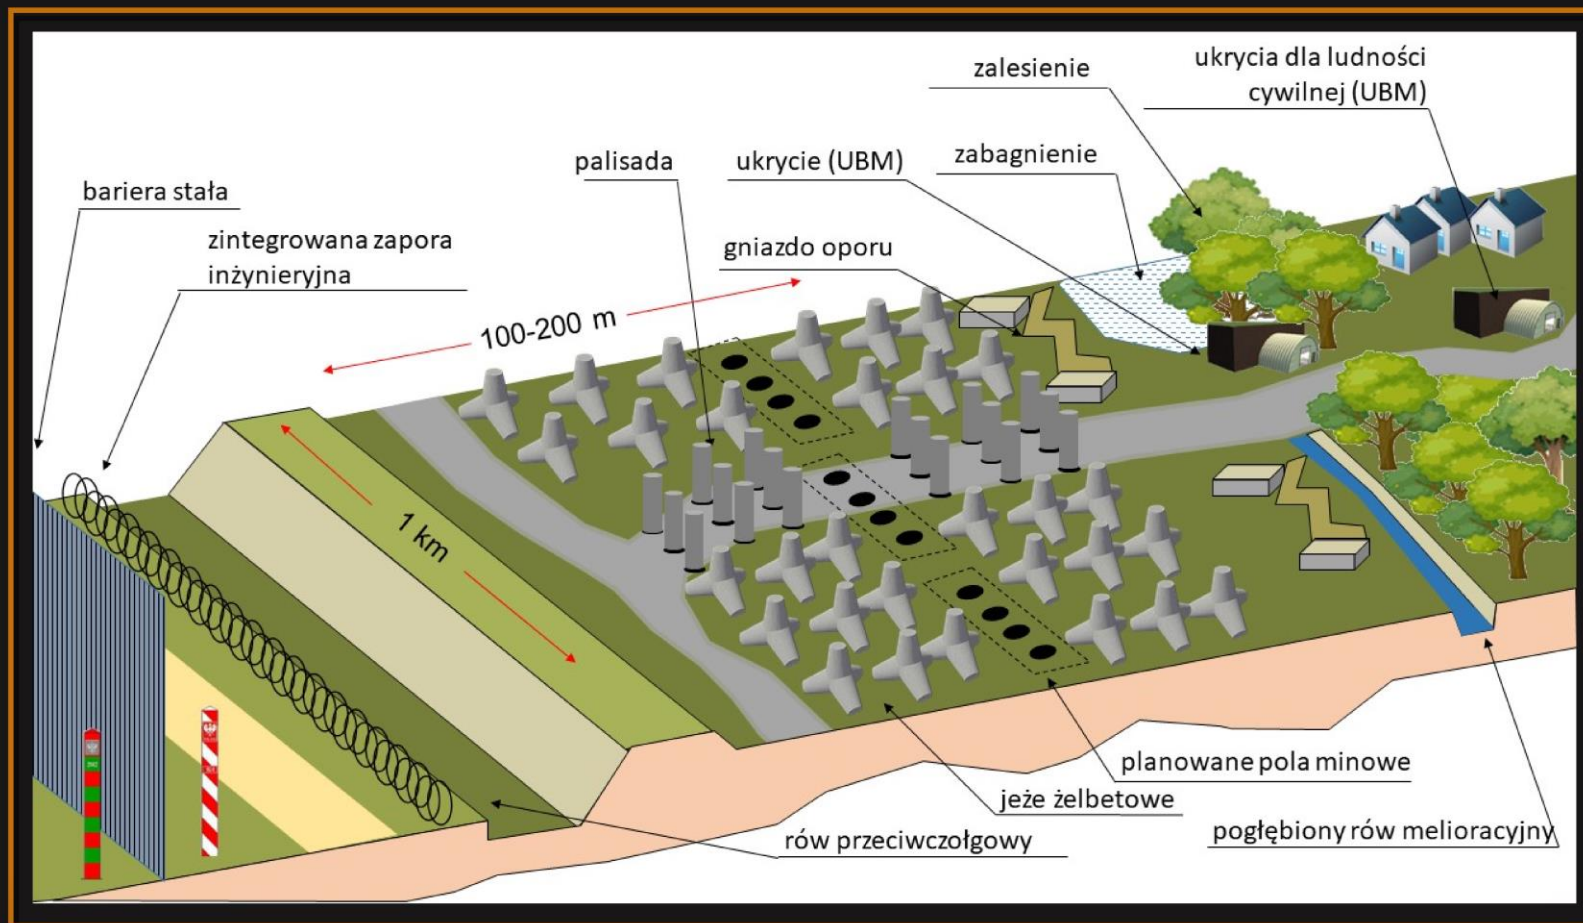 zalesienie
ukrycia dla ludności
cywilnej (UBM)
palisada
ukrycie (UBM)
zabagnienie
bariera stała
zintegrowana zapora
inżynieryjna
gniazdo oporu
100-200 m
1 km
planowane pola minowe
jeże żelbetowe
pogłębiony rów melioracyjny
rów przeciwczołgowy